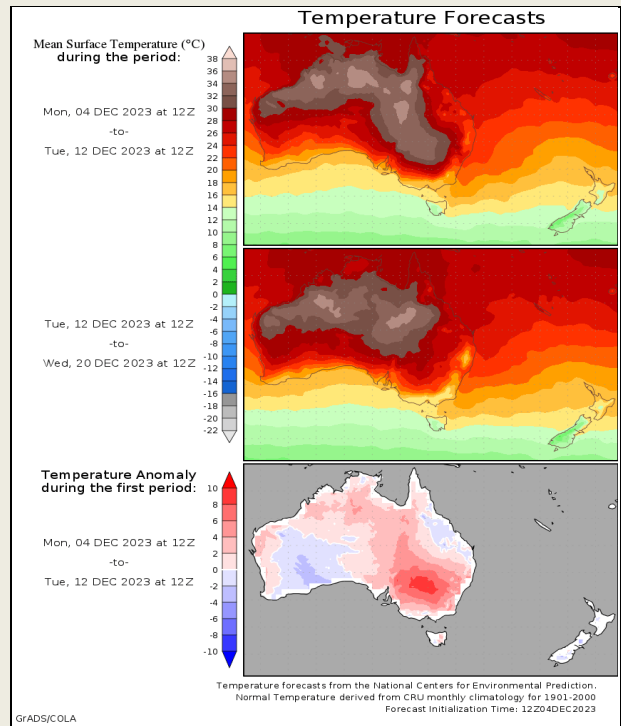 Temperature Forecasts
Mean Surface Temperature (°C)
during the period:
Mon, 04 DEC 2023 at 12Z
-to-
Tue, 12 DEC 2023 at 12Z
38
36
34
32
30
28
26
24
22
20
18
16
14
12
10
8
6
4
2
0
-2
-4
-6
-8
-10
-12
-14
-16
-18
-20
-22
Tue, 12 DEC 2023 at 12Z
-to-
Wed, 20 DEC 2023 at 12Z
Temperature Anomaly
during the first period:
Mon, 04 DEC 2023 at 12Z
-to-
Tue, 12 DEC 2023 at 12Z
10
8
6
4
2
0
-2
-4
-6
-8
-10
Temperature forecasts from the National Centers for Environmental Prediction.
Normal Temperature derived from CRU monthly climatology for 1901-2000
Forecast Initialization Time: 12Z04DEC2023
GrADS/COLA